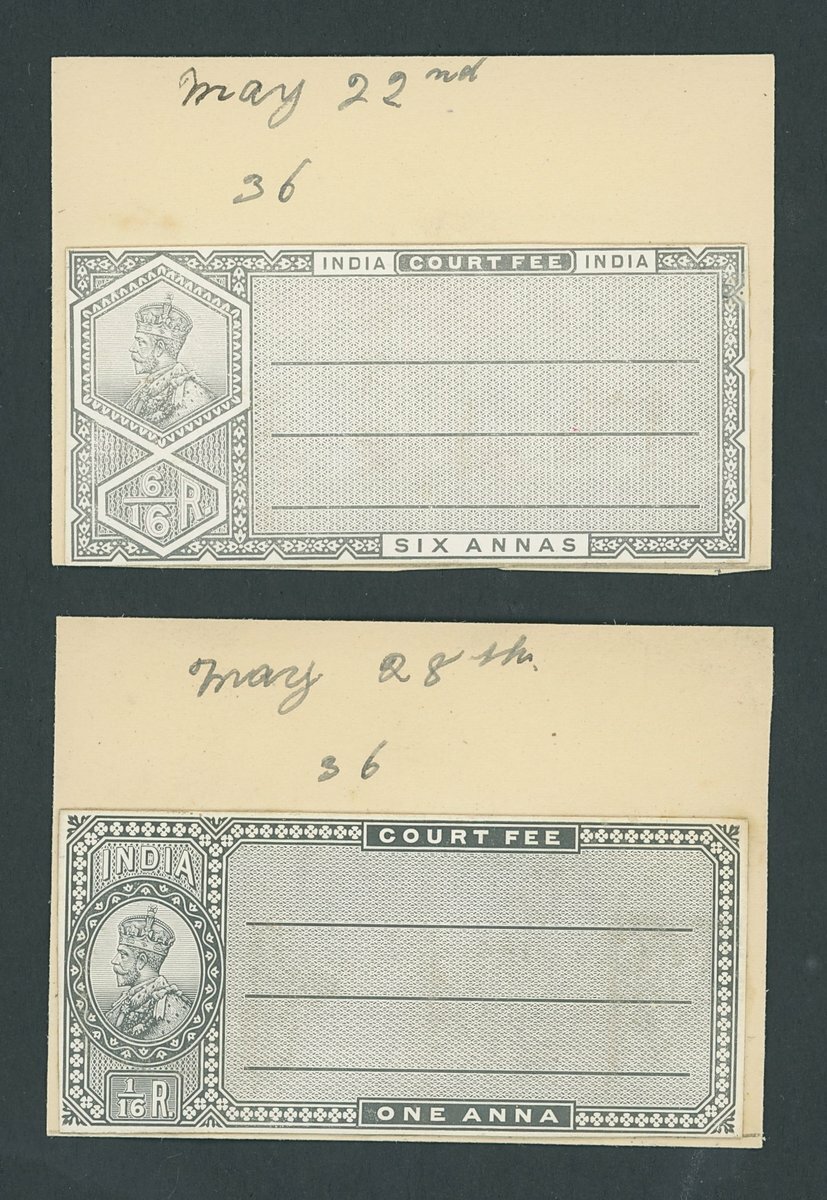 May 22nd
36
INDIA COURT FEE INDIA
6/16 R
SIX ANNAS
May 28th.
36
COURT FEE
INDIA
1/16 R.
ONE ANNA